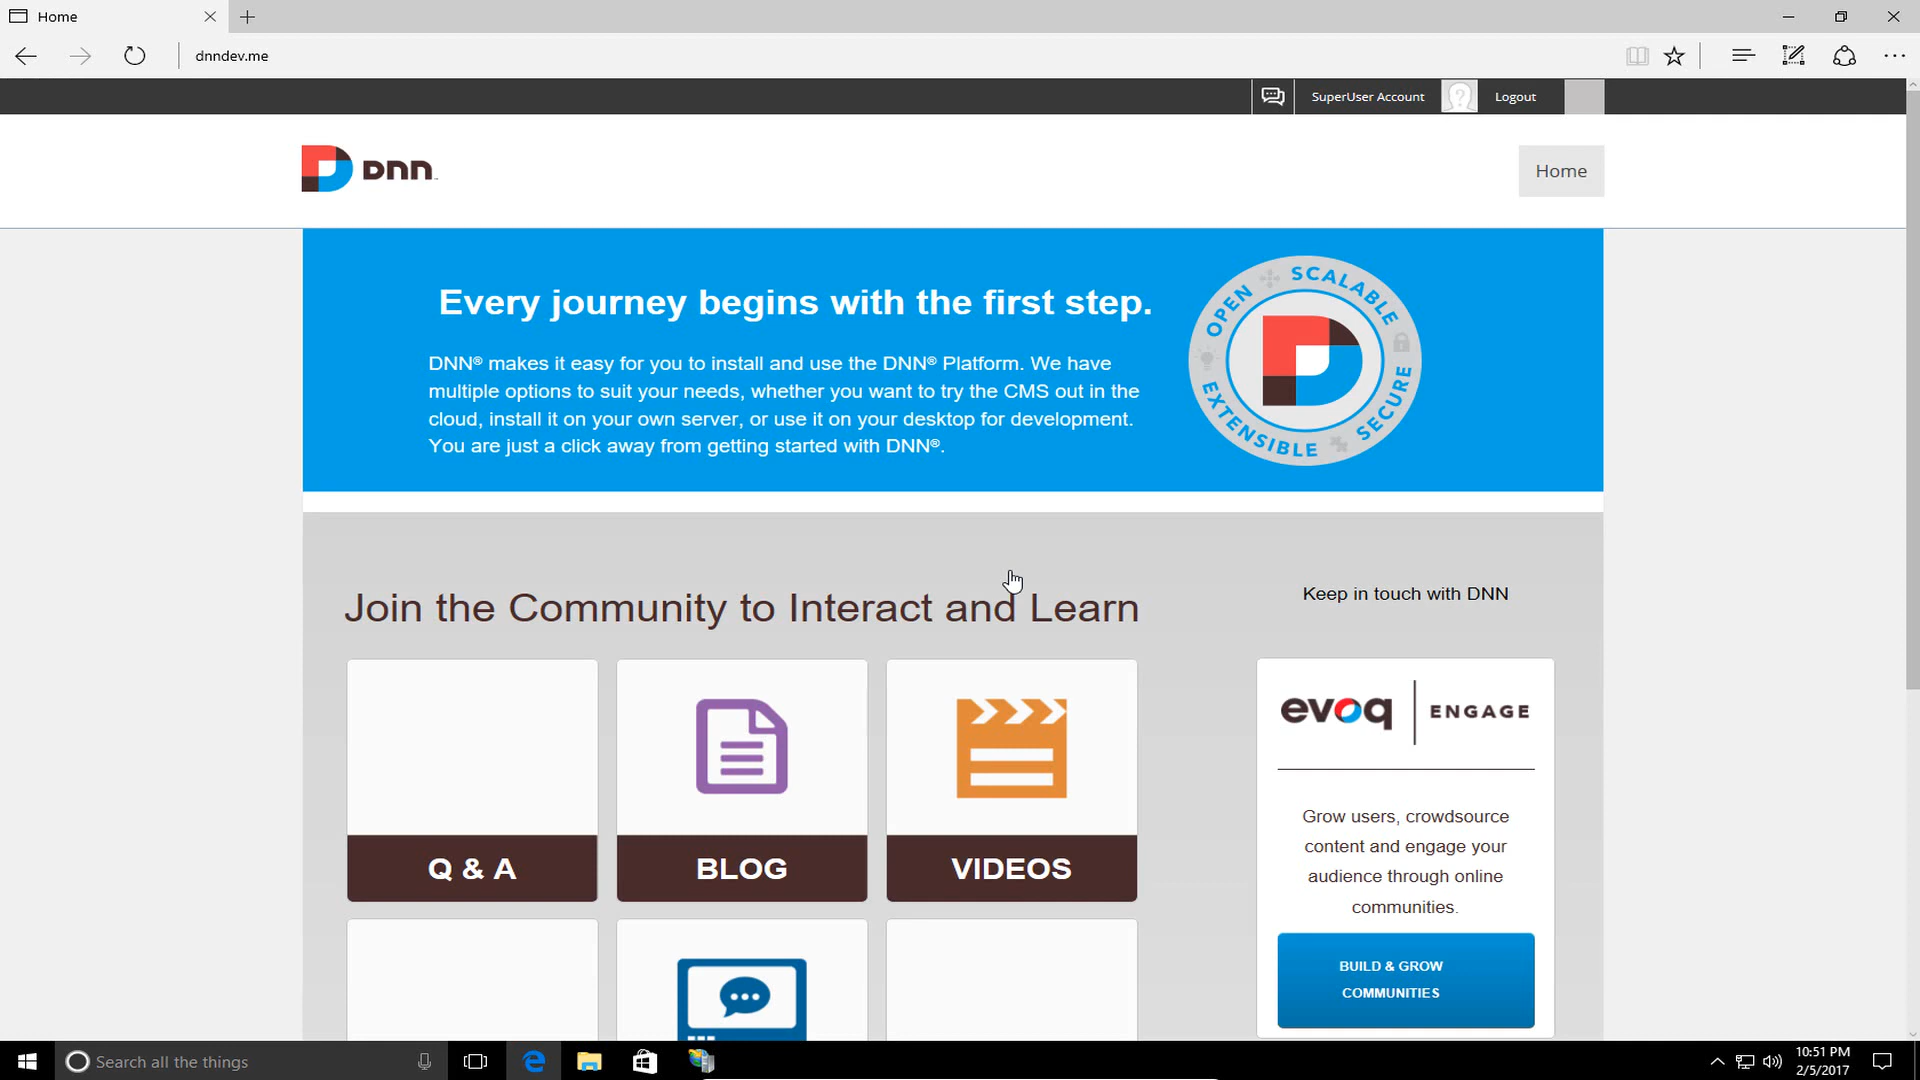 Home
dnndev.me
SuperUser Account
Logout
DNN
Home
Every journey begins with the first step.
OPEN SCALABLE
EXTENSIBLE SECURE
DNN® makes it easy for you to install and use the DNN® Platform. We have
multiple options to suit your needs, whether you want to try the CMS out in the
cloud, install it on your own server, or use it on your desktop for development.
You are just a click away from getting started with DNN®.
Join the Community to Interact and Learn
Keep in touch with DNN
Q & A
BLOG
VIDEOS
evoq ENGAGE
Grow users, crowdsource
content and engage your
audience through online
communities.
BUILD & GROW
COMMUNITIES
Search all the things
10:51 PM
2/5/2017